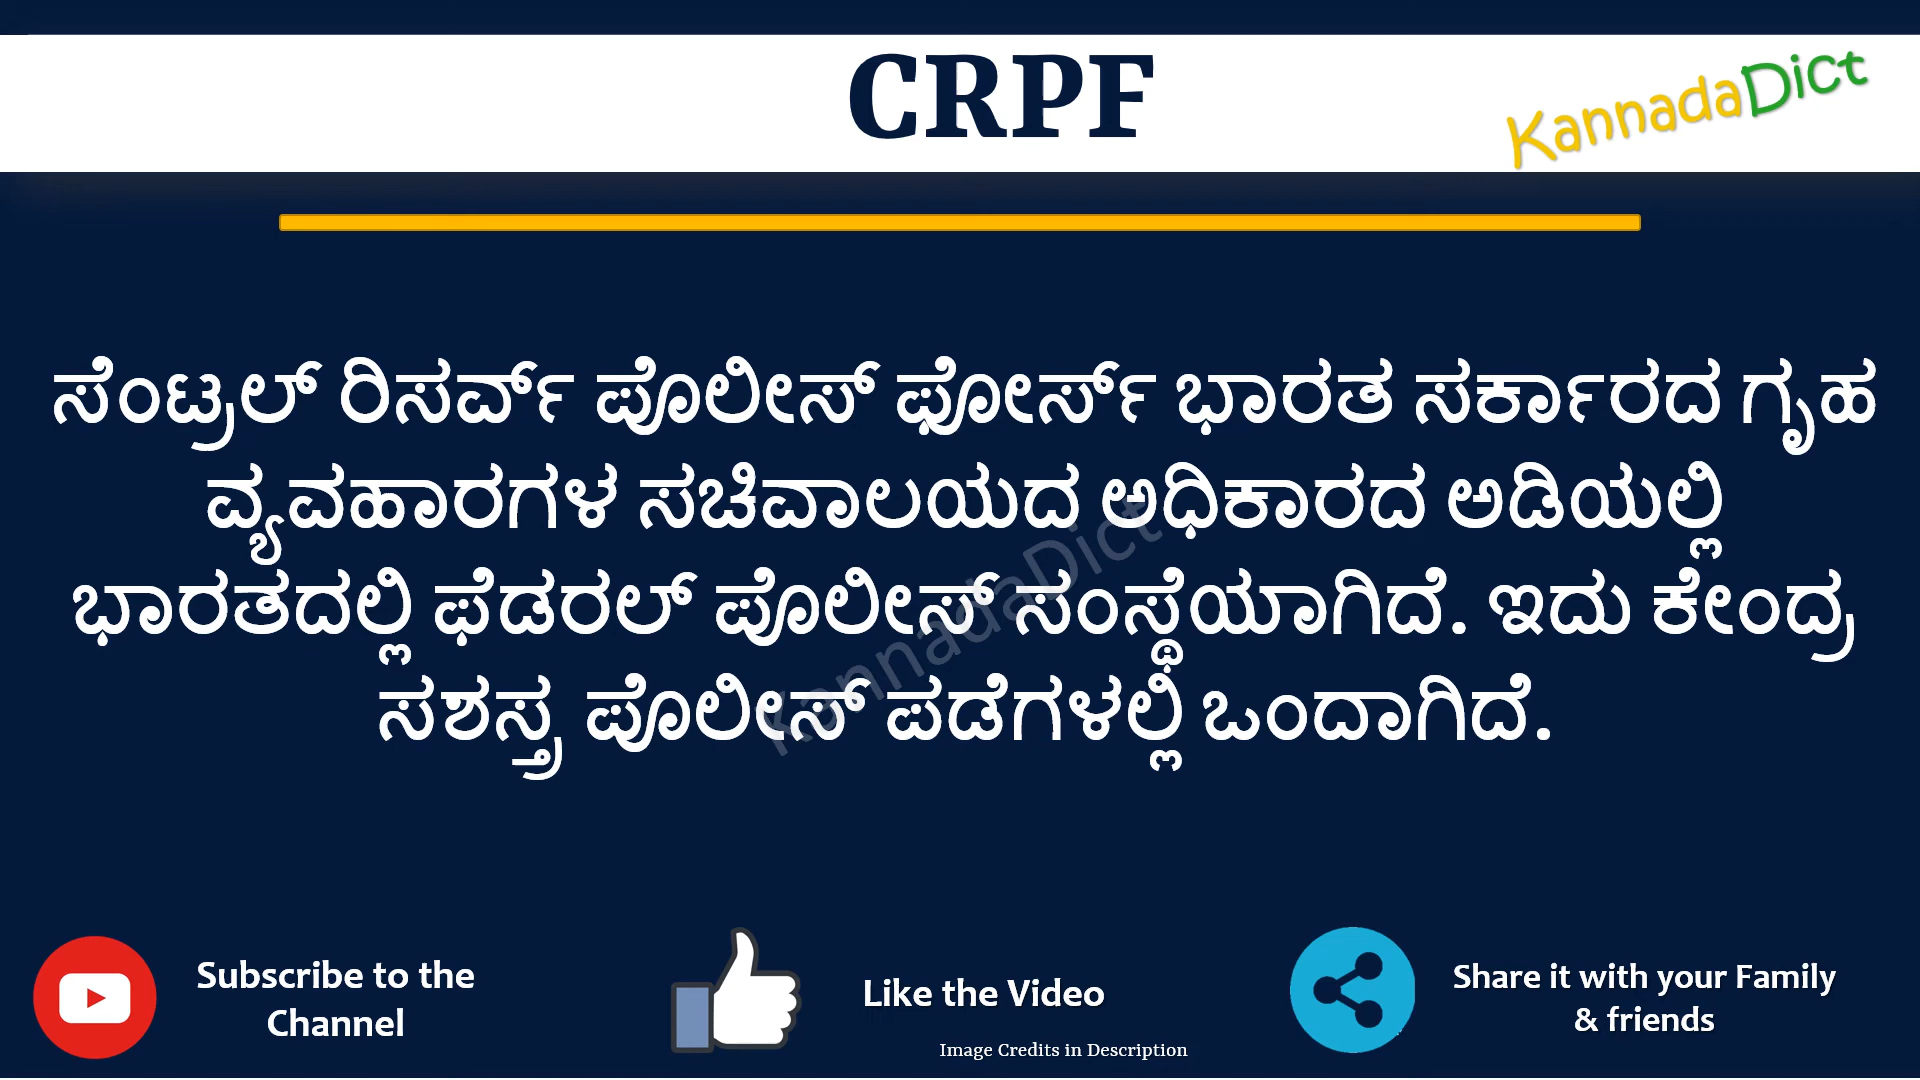 CRPF
KannadaDict
ಸೆಂಟ್ರಲ್ ರಿಸರ್ವ್ ಪೊಲೀಸ್ ಫೋರ್ಸ್ ಭಾರತ ಸರ್ಕಾರದ ಗೃಹ
ವ್ಯವಹಾರಗಳ ಸಚಿವಾಲಯದ ಅಧಿಕಾರದ ಅಡಿಯಲ್ಲಿ
ಭಾರತದಲ್ಲಿ ಫೆಡರಲ್ ಪೊಲೀಸ್ ಸಂಸ್ಥೆಯಾಗಿದೆ. ಇದು ಕೇಂದ್ರ
ಸಶಸ್ತ್ರ ಪೊಲೀಸ್ ಪಡೆಗಳಲ್ಲಿ ಒಂದಾಗಿದೆ.
KannadaDict
Subscribe to the
Channel
Like the Video
Share it with your Family
& friends
Image Credits in Description